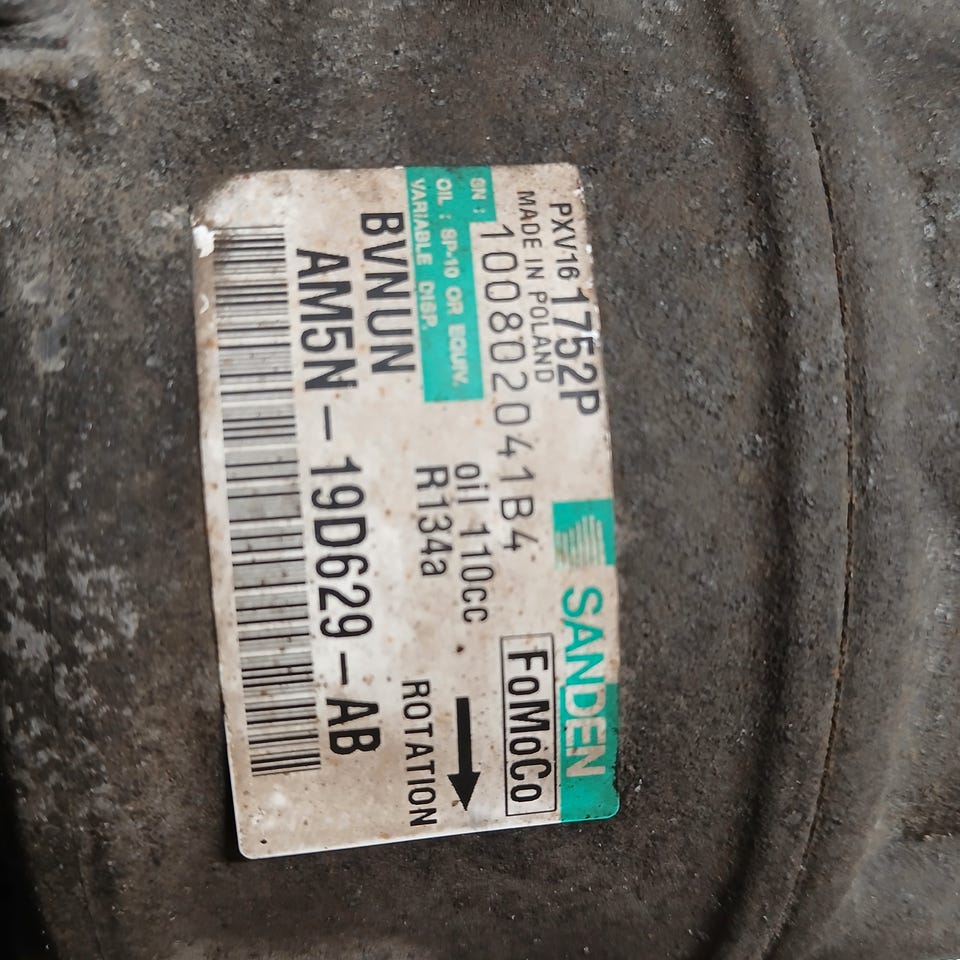 PXV16 1752P
SANDEN
MADE IN POLAND
SN : 100802041B4
FoMoCo
OIL : SP-10 OR EQUIV.
VARIABLE DISP.
oil 110cc
R134a
ROTATION
BVNUN
AM5N-19D629-AB